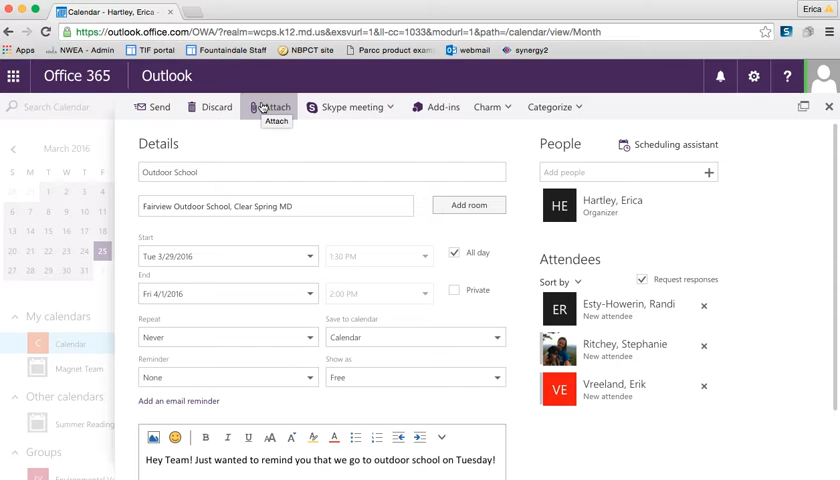 Calendar - Hartley, Erica
Erica
https://outlook.office.com/OWA/?realm=wcps.k12.md.us&exsvurl=1&ll-cc=1033&modurl=1&path=/calendar/view/Month
Apps NWEA - Admin TIF portal Fountaindale Staff NBPCT site Parcc product exam webmail synergy2
Office 365 Outlook ?
Search Calendar Send Discard Attach Skype meeting Add-ins Charm Categorize
Attach
March 2016 Details People Scheduling assistant
S M T W T F S
28 29 1 2 3 4 5
6 7 8 9 10 11 12
13 14 15 16 17 18 19
20 21 22 23 24 25
27 28 29 30 31
Outdoor School
Add people
Fairview Outdoor School, Clear Spring MD Add room
HE Hartley, Erica
Organizer
Start
Tue 3/29/2016 1:30 PM All day
End
Fri 4/1/2016 2:00 PM Private
Attendees
Sort by Request responses
ER Esty-Howerin, Randi
New attendee
Ritchey, Stephanie
New attendee
VE Vreeland, Erik
New attendee
My calendars
C Calendar
Magnet Team
Other calendars
Summer Reading
Groups
Repeat Save to calendar
Never Calendar
Reminder Show as
None Free
Add an email reminder
B I U AA A A
Hey Team! Just wanted to remind you that we go to outdoor school on Tuesday!